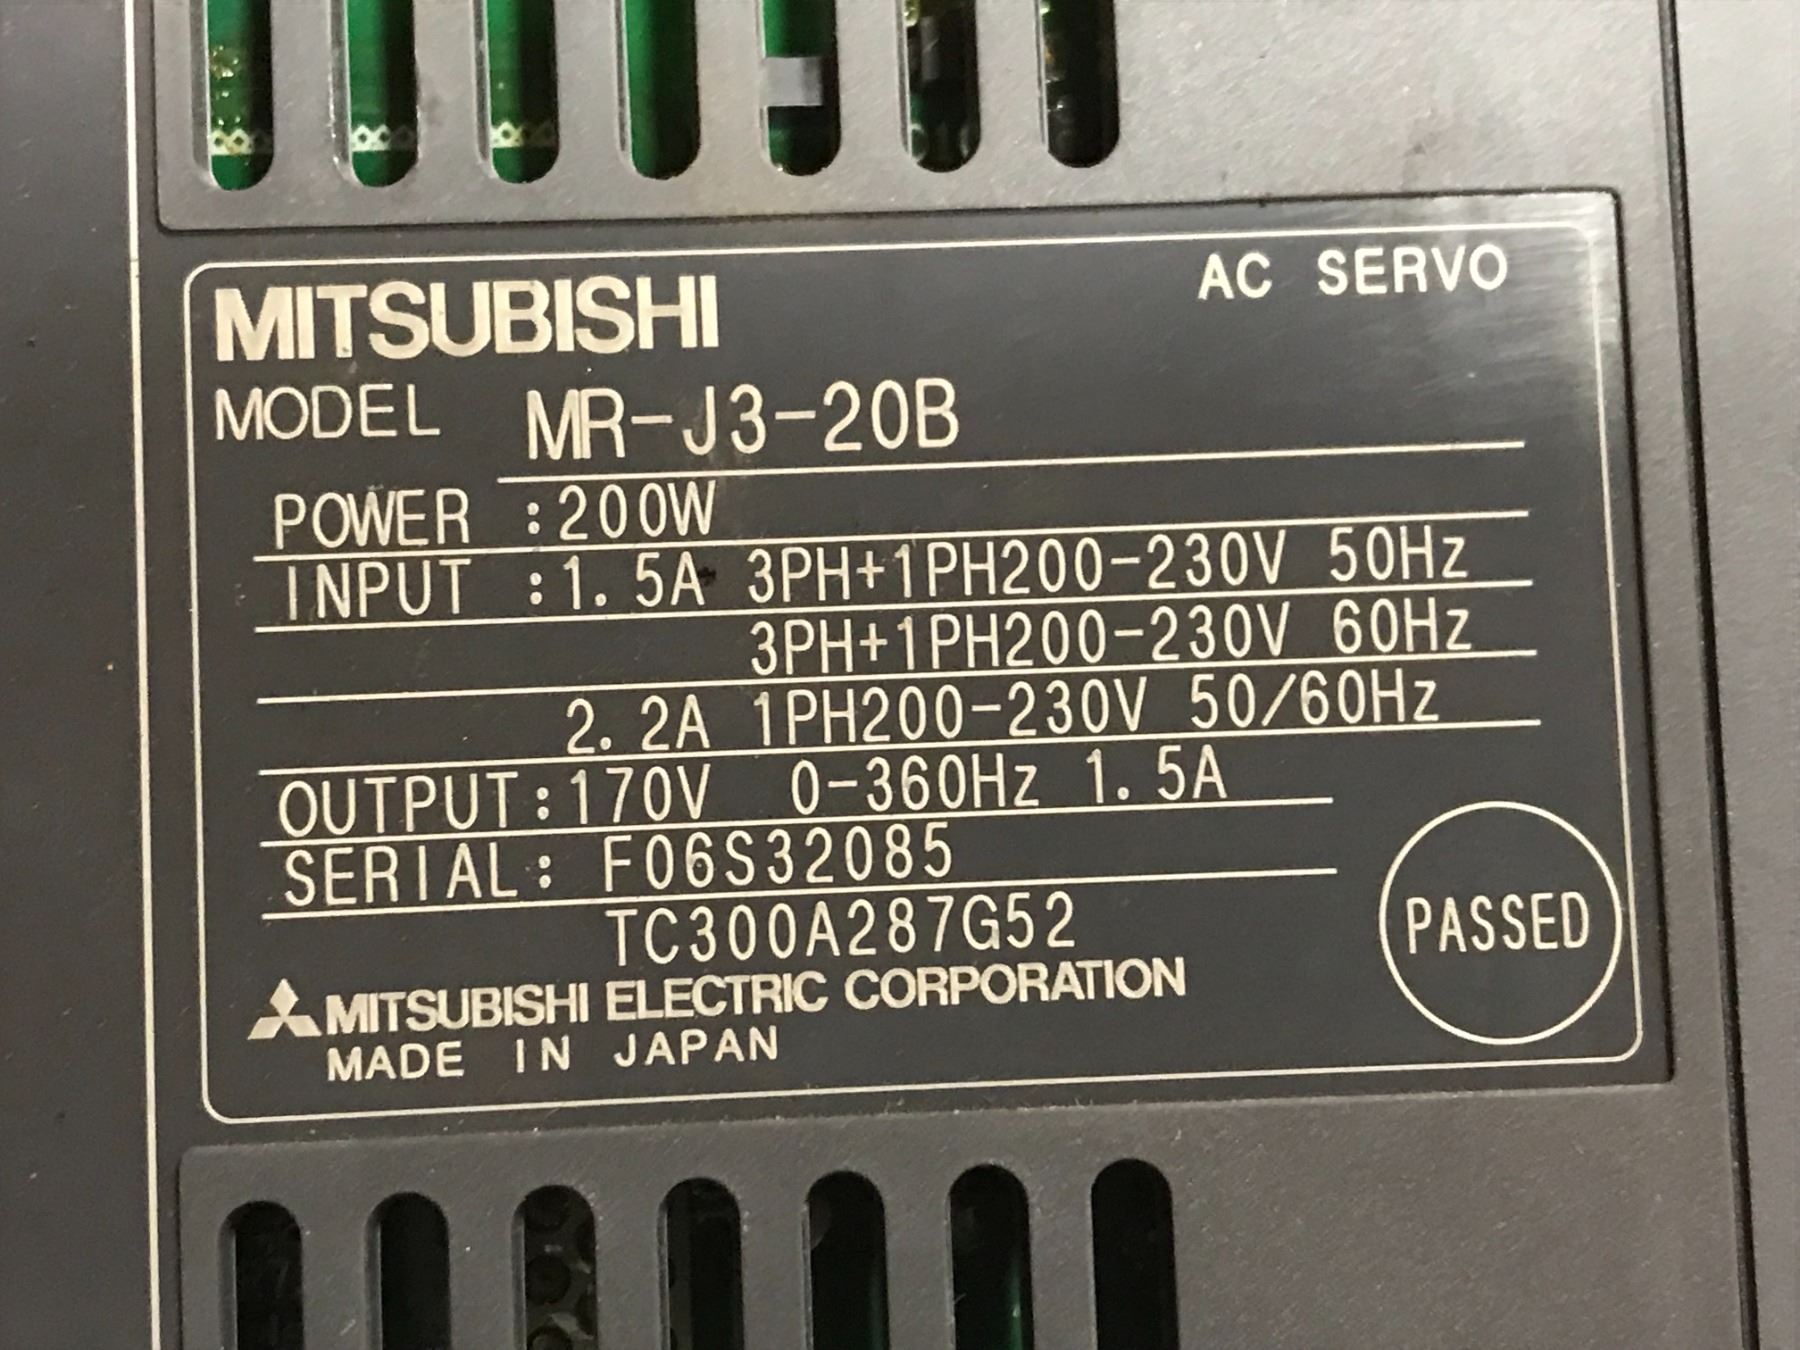 AC SERVO
MITSUBISHI
MODEL MR-J3-20B
POWER :200W
INPUT :1.5A 3PH+1PH200-230V 50Hz
3PH+1PH200-230V 60Hz
2.2A 1PH200-230V 50/60Hz
OUTPUT:170V 0-360Hz 1.5A
SERIAL: F06S32085
TC300A287G52
PASSED
MITSUBISHI ELECTRIC CORPORATION
MADE IN JAPAN